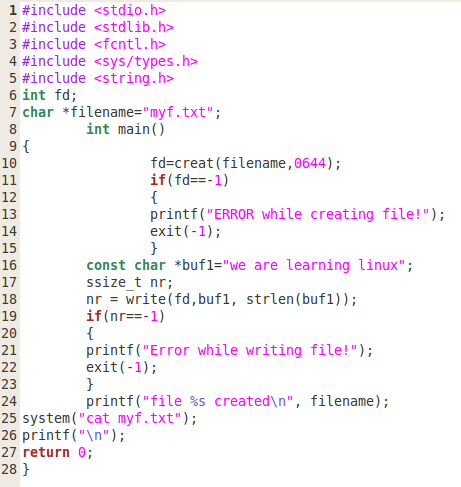 1 #include <stdio.h>
2 #include <stdlib.h>
3 #include <fcntl.h>
4 #include <sys/types.h>
5 #include <string.h>
6 int fd;
7 char *filename="myf.txt";
8         int main()
9 {
10                 fd=creat(filename,0644);
11                 if(fd==-1)
12                 {
13                 printf("ERROR while creating file!");
14                 exit(-1);
15                 }
16         const char *buf1="we are learning linux";
17         ssize_t nr;
18         nr = write(fd,buf1, strlen(buf1));
19         if(nr==-1)
20         {
21         printf("Error while writing file!");
22         exit(-1);
23         }
24         printf("file %s created\n", filename);
25 system("cat myf.txt");
26 printf("\n");
27 return 0;
28 }